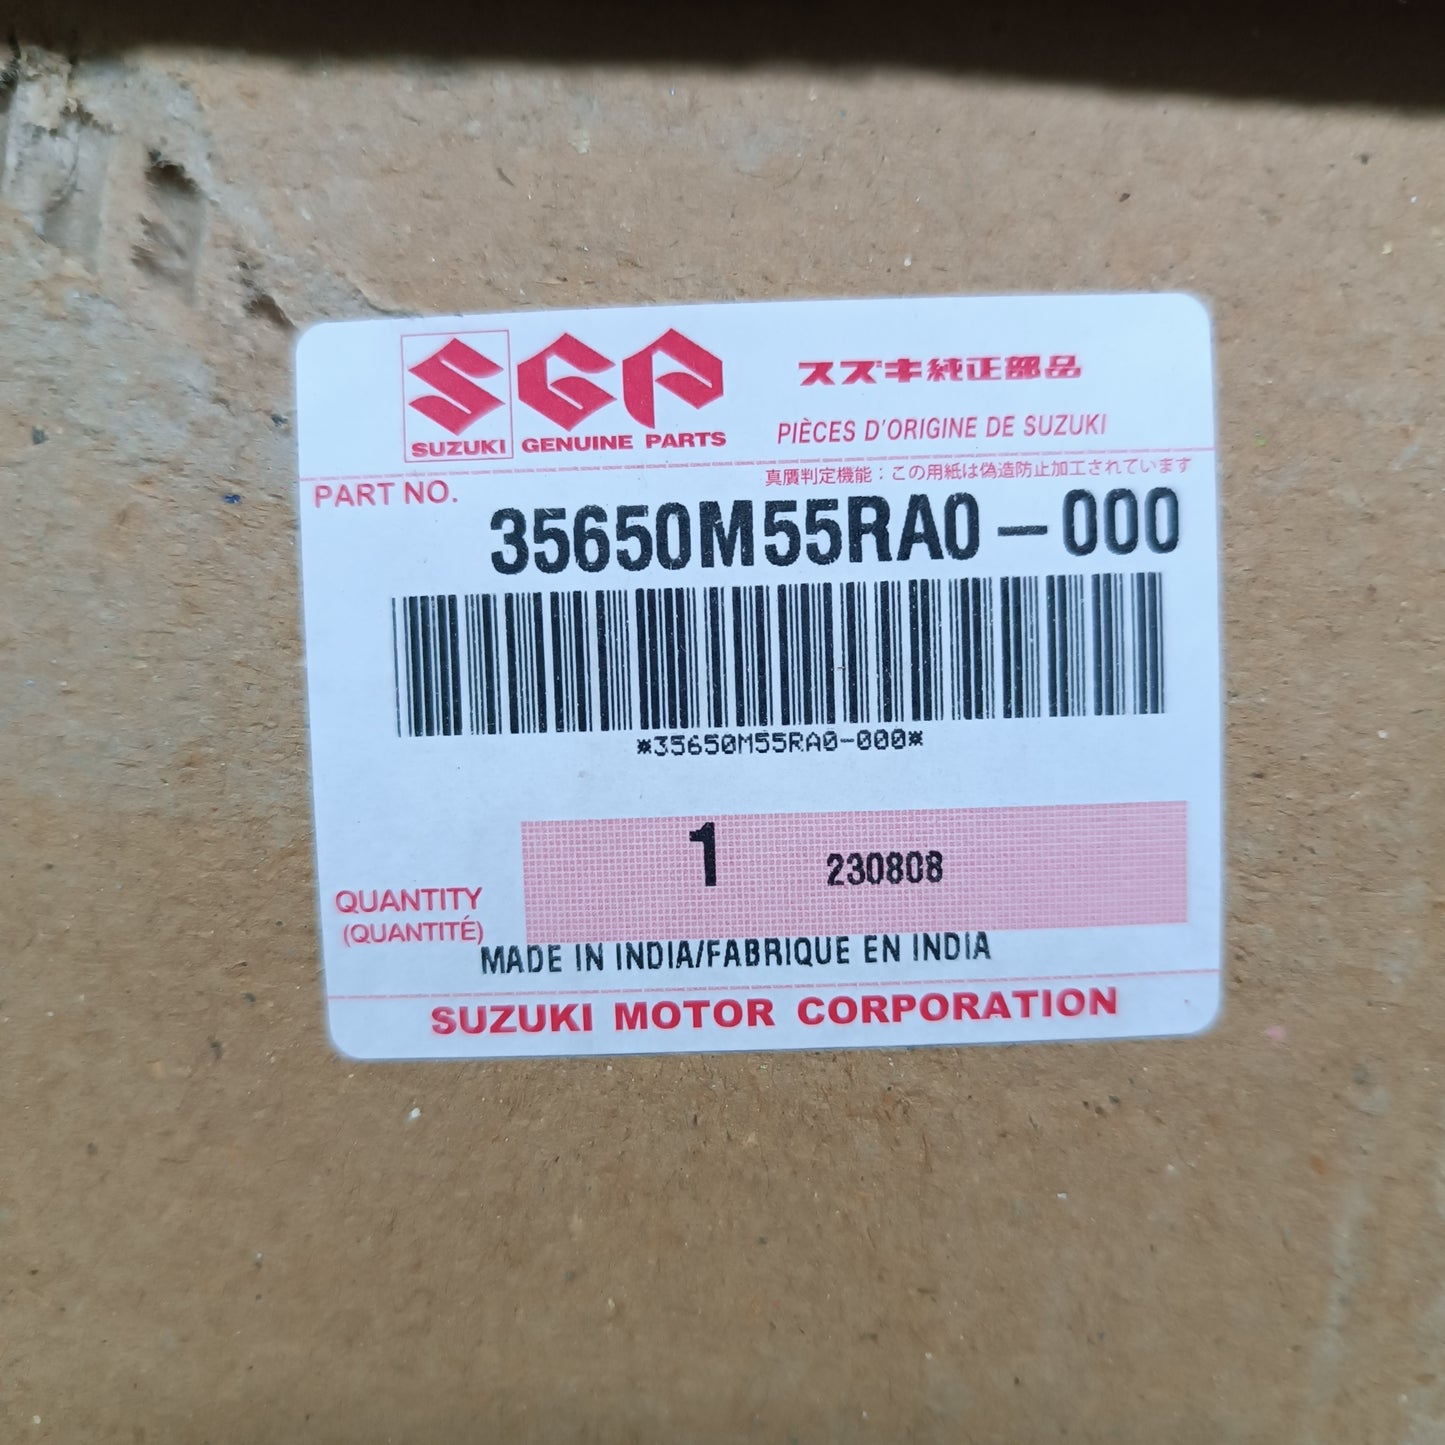 SGP
SUZUKI GENUINE PARTS
スズキ純正部品
PIÈCES D'ORIGINE DE SUZUKI
真贋判定機能：この用紙は偽造防止加工されています
PART NO.
35650M55RA0-000
*35650M55RA0-000*
1 230808
QUANTITY
(QUANTITÉ)
MADE IN INDIA/FABRIQUE EN INDIA
SUZUKI MOTOR CORPORATION